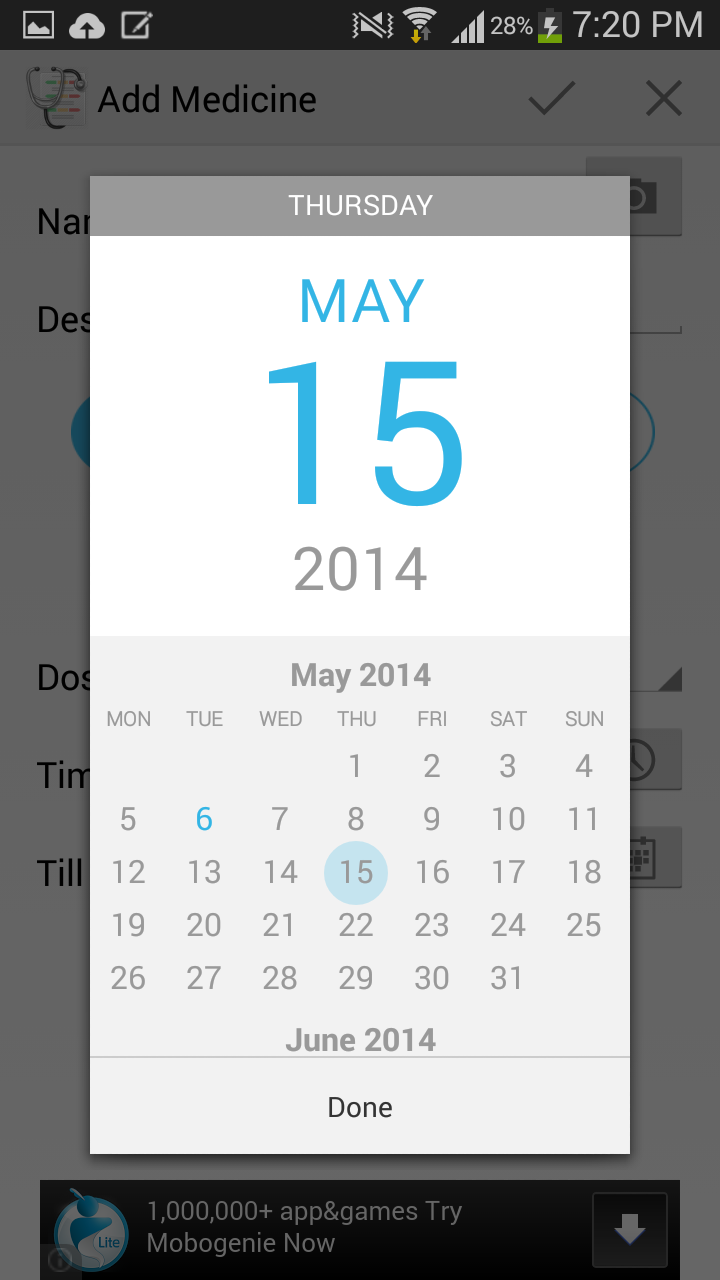 28% 7:20 PM
Add Medicine
THURSDAY
Nar
Des
MAY
15
2014
Dos
May 2014
MON TUE WED THU FRI SAT SUN
1 2 3 4
Tim
5 6 7 8 9 10 11
Till
12 13 14 15 16 17 18
19 20 21 22 23 24 25
26 27 28 29 30 31
June 2014
Done
1,000,000+ app&games Try
Mobogenie Now
Lite